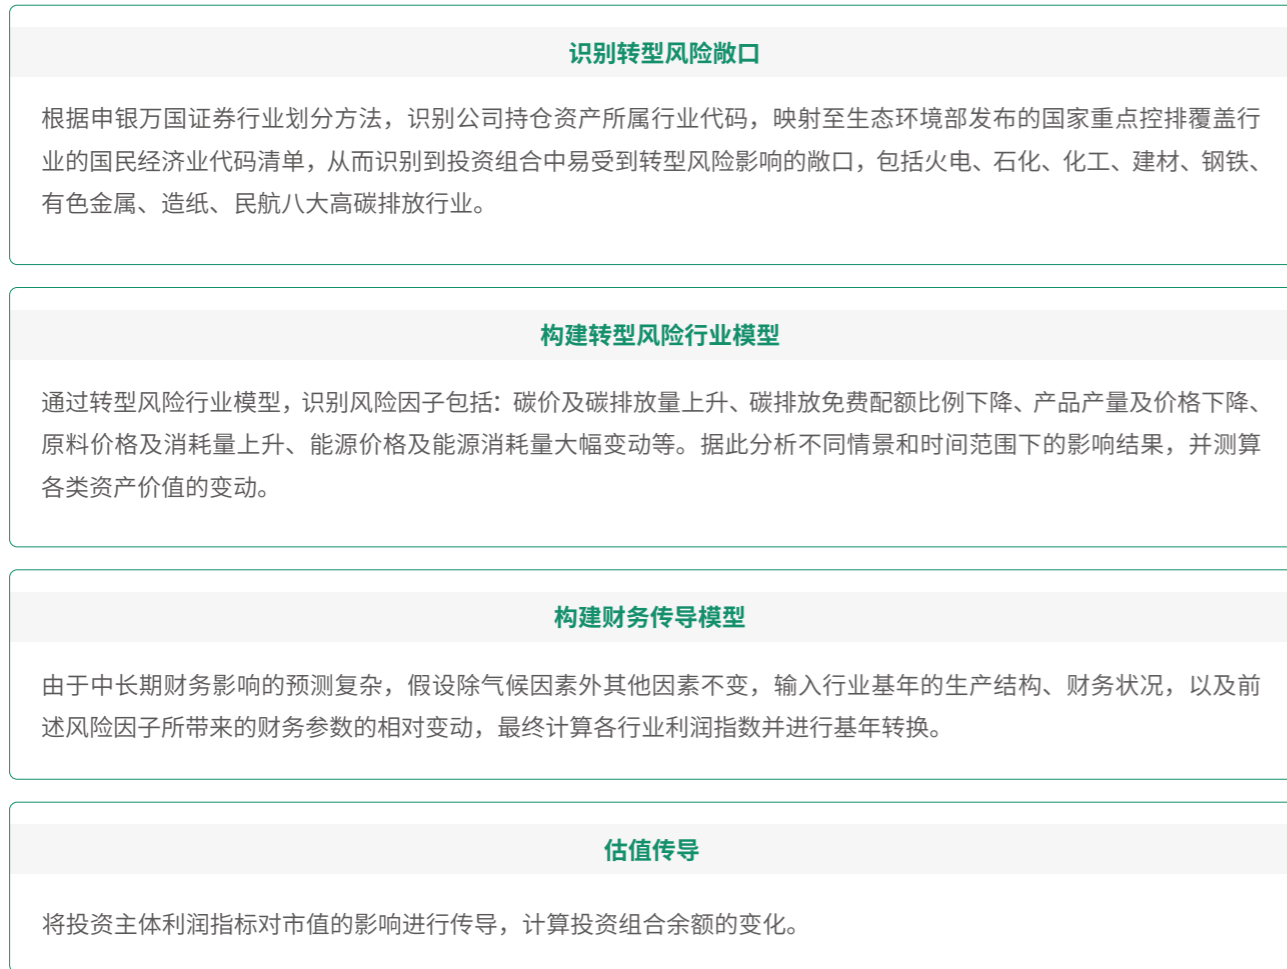 识别转型风险敞口
根据申银万国证券行业划分方法，识别公司持仓资产所属行业代码，映射至生态环境部发布的国家重点控排覆盖行
业的国民经济业代码清单，从而识别到投资组合中易受到转型风险影响的敞口，包括火电、石化、化工、建材、钢铁、
有色金属、造纸、民航八大高碳排放行业。
构建转型风险行业模型
通过转型风险行业模型，识别风险因子包括：碳价及碳排放量上升、碳排放免费配额比例下降、产品产量及价格下降、
原料价格及消耗量上升、能源价格及能源消耗量大幅变动等。据此分析不同情景和时间范围下的影响结果，并测算
各类资产价值的变动。
构建财务传导模型
由于中长期财务影响的预测复杂，假设除气候因素外其他因素不变，输入行业基年的生产结构、财务状况，以及前
述风险因子所带来的财务参数的相对变动，最终计算各行业利润指数并进行基年转换。
估值传导
将投资主体利润指标对市值的影响进行传导，计算投资组合余额的变化。